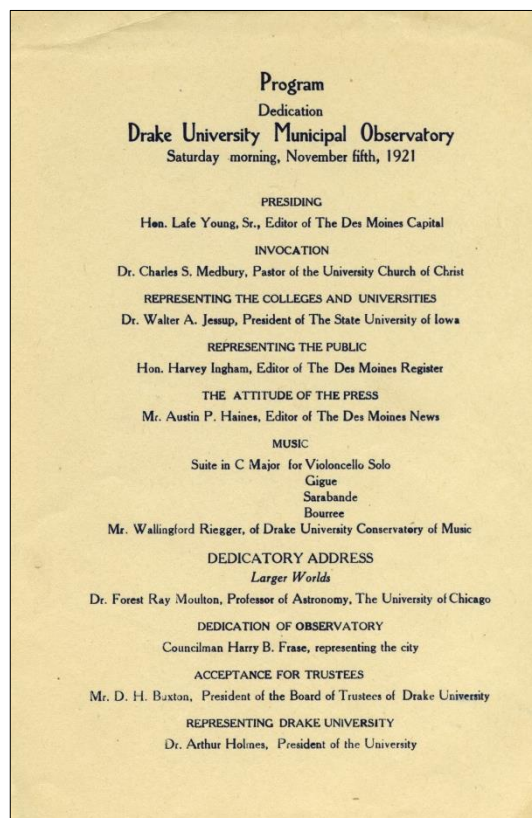 Program
Dedication
Drake University Municipal Observatory
Saturday morning, November fifth, 1921
PRESIDING
Hon. Lafe Young, Sr., Editor of The Des Moines Capital
INVOCATION
Dr. Charles S. Medbury, Pastor of the University Church of Christ
REPRESENTING THE COLLEGES AND UNIVERSITIES
Dr. Walter A. Jessup, President of The State University of Iowa
REPRESENTING THE PUBLIC
Hon. Harvey Ingham, Editor of The Des Moines Register
THE ATTITUDE OF THE PRESS
Mr. Austin P. Haines, Editor of The Des Moines News
MUSIC
Suite in C Major for Violoncello Solo
Gigue
Sarabande
Bourree
Mr. Wallingford Riegger, of Drake University Conservatory of Music
DEDICATORY ADDRESS
Larger Worlds
Dr. Forest Ray Moulton, Professor of Astronomy, The University of Chicago
DEDICATION OF OBSERVATORY
Councilman Harry B. Frase, representing the city
ACCEPTANCE FOR TRUSTEES
Mr. D. H. Buxton, President of the Board of Trustees of Drake University
REPRESENTING DRAKE UNIVERSITY
Dr. Arthur Holmes, President of the University